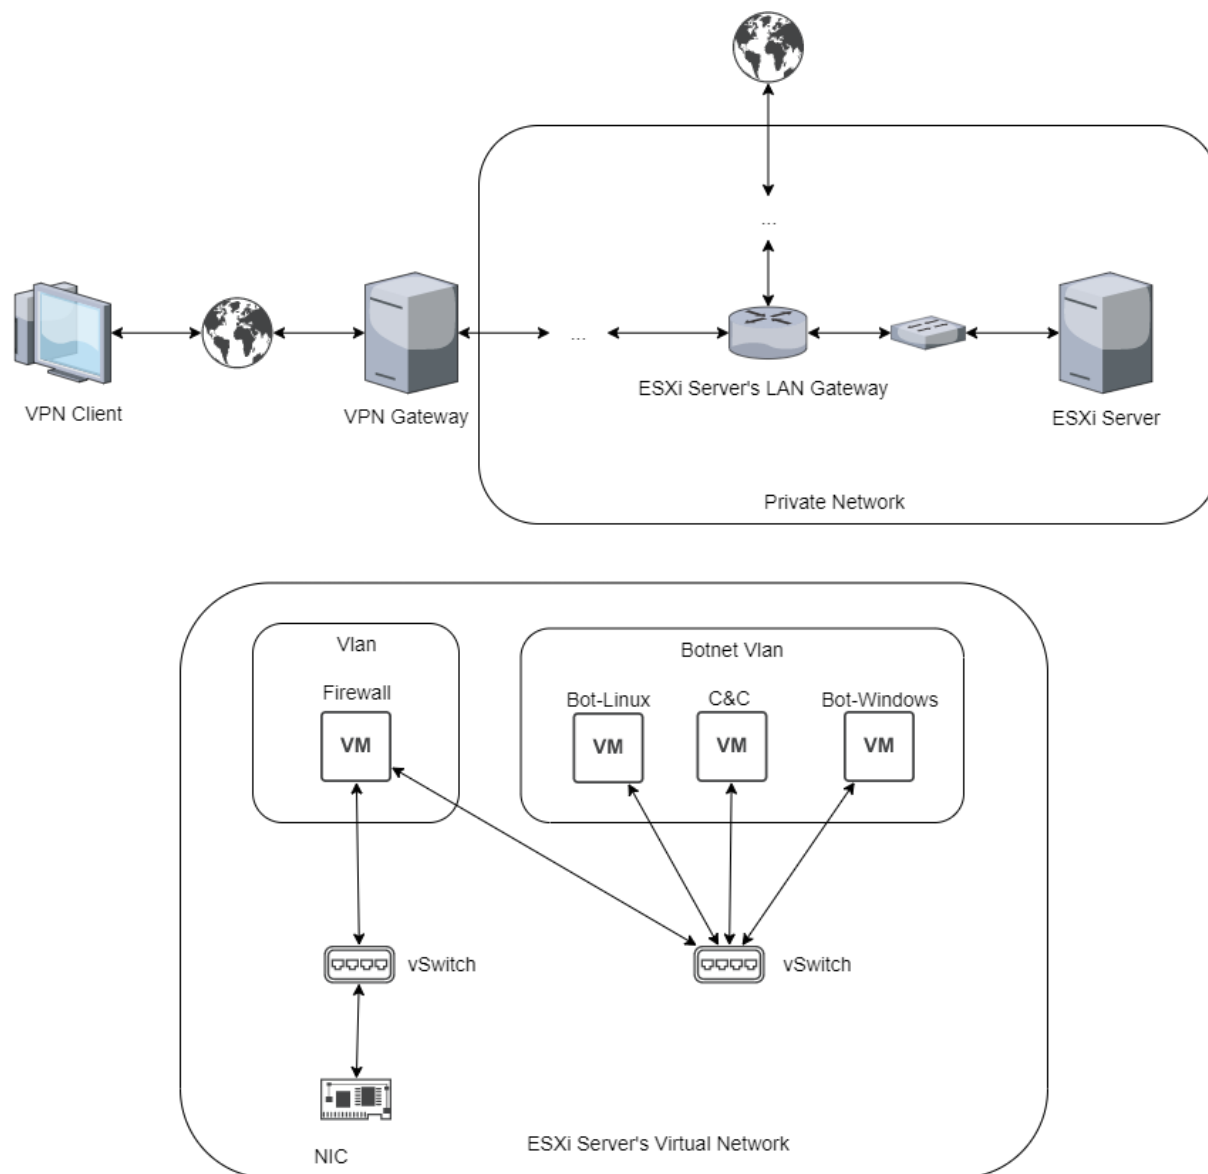 ...
...
ESXi Server's LAN Gateway
VPN Client
VPN Gateway
ESXi Server
Private Network
Vlan
Botnet Vlan
Firewall
Bot-Linux
C&C
Bot-Windows
VM
VM
VM
VM
vSwitch
vSwitch
ESXi Server's Virtual Network
NIC